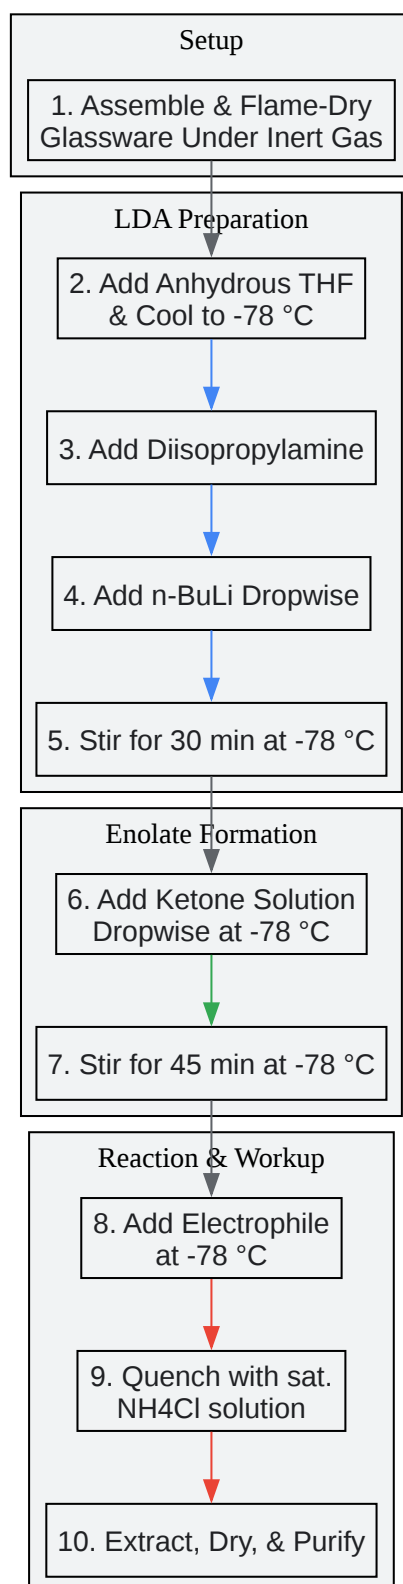 Setup
1. Assemble & Flame-Dry
Glassware Under Inert Gas
LDA Preparation
2. Add Anhydrous THF
& Cool to -78 °C
3. Add Diisopropylamine
4. Add n-BuLi Dropwise
5. Stir for 30 min at -78 °C
Enolate Formation
6. Add Ketone Solution
Dropwise at -78 °C
7. Stir for 45 min at -78 °C
Reaction & Workup
8. Add Electrophile
at -78 °C
9. Quench with sat.
NH4Cl solution
10. Extract, Dry, & Purify